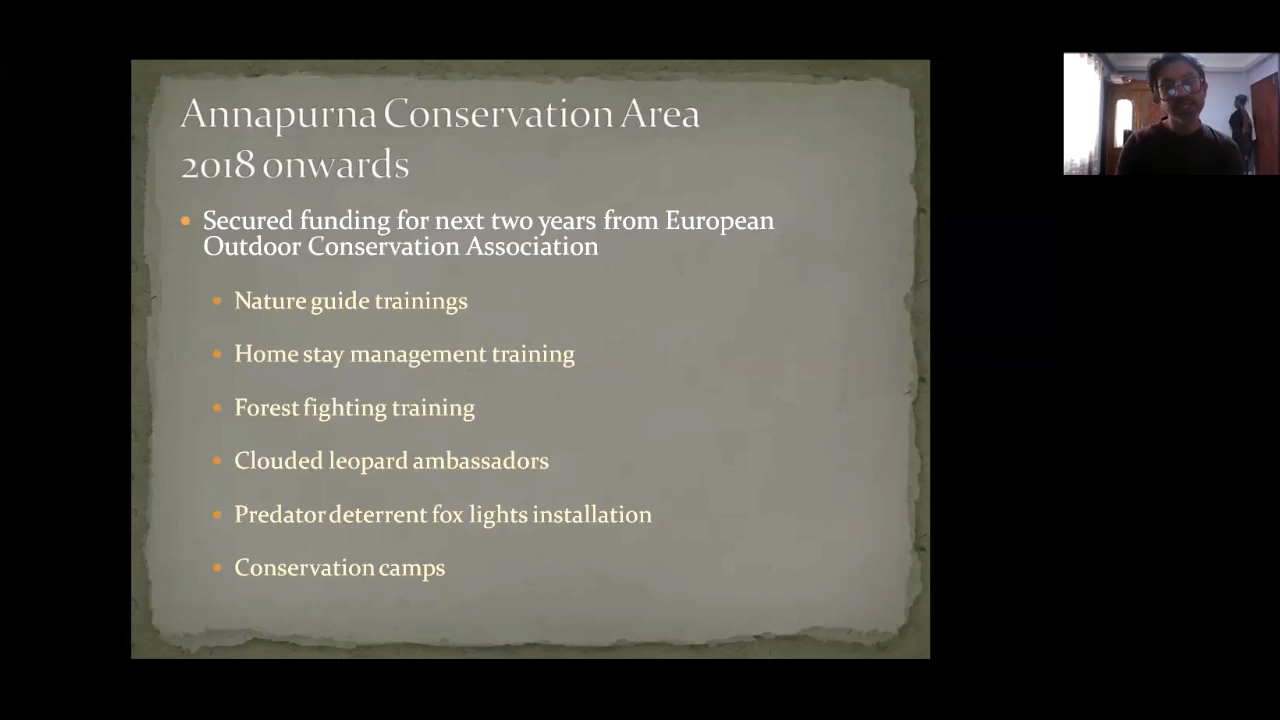 Annapurna Conservation Area
2018 onwards
• Secured funding for next two years from European
Outdoor Conservation Association
• Nature guide trainings
• Home stay management training
• Forest fighting training
• Clouded leopard ambassadors
• Predator deterrent fox lights installation
• Conservation camps